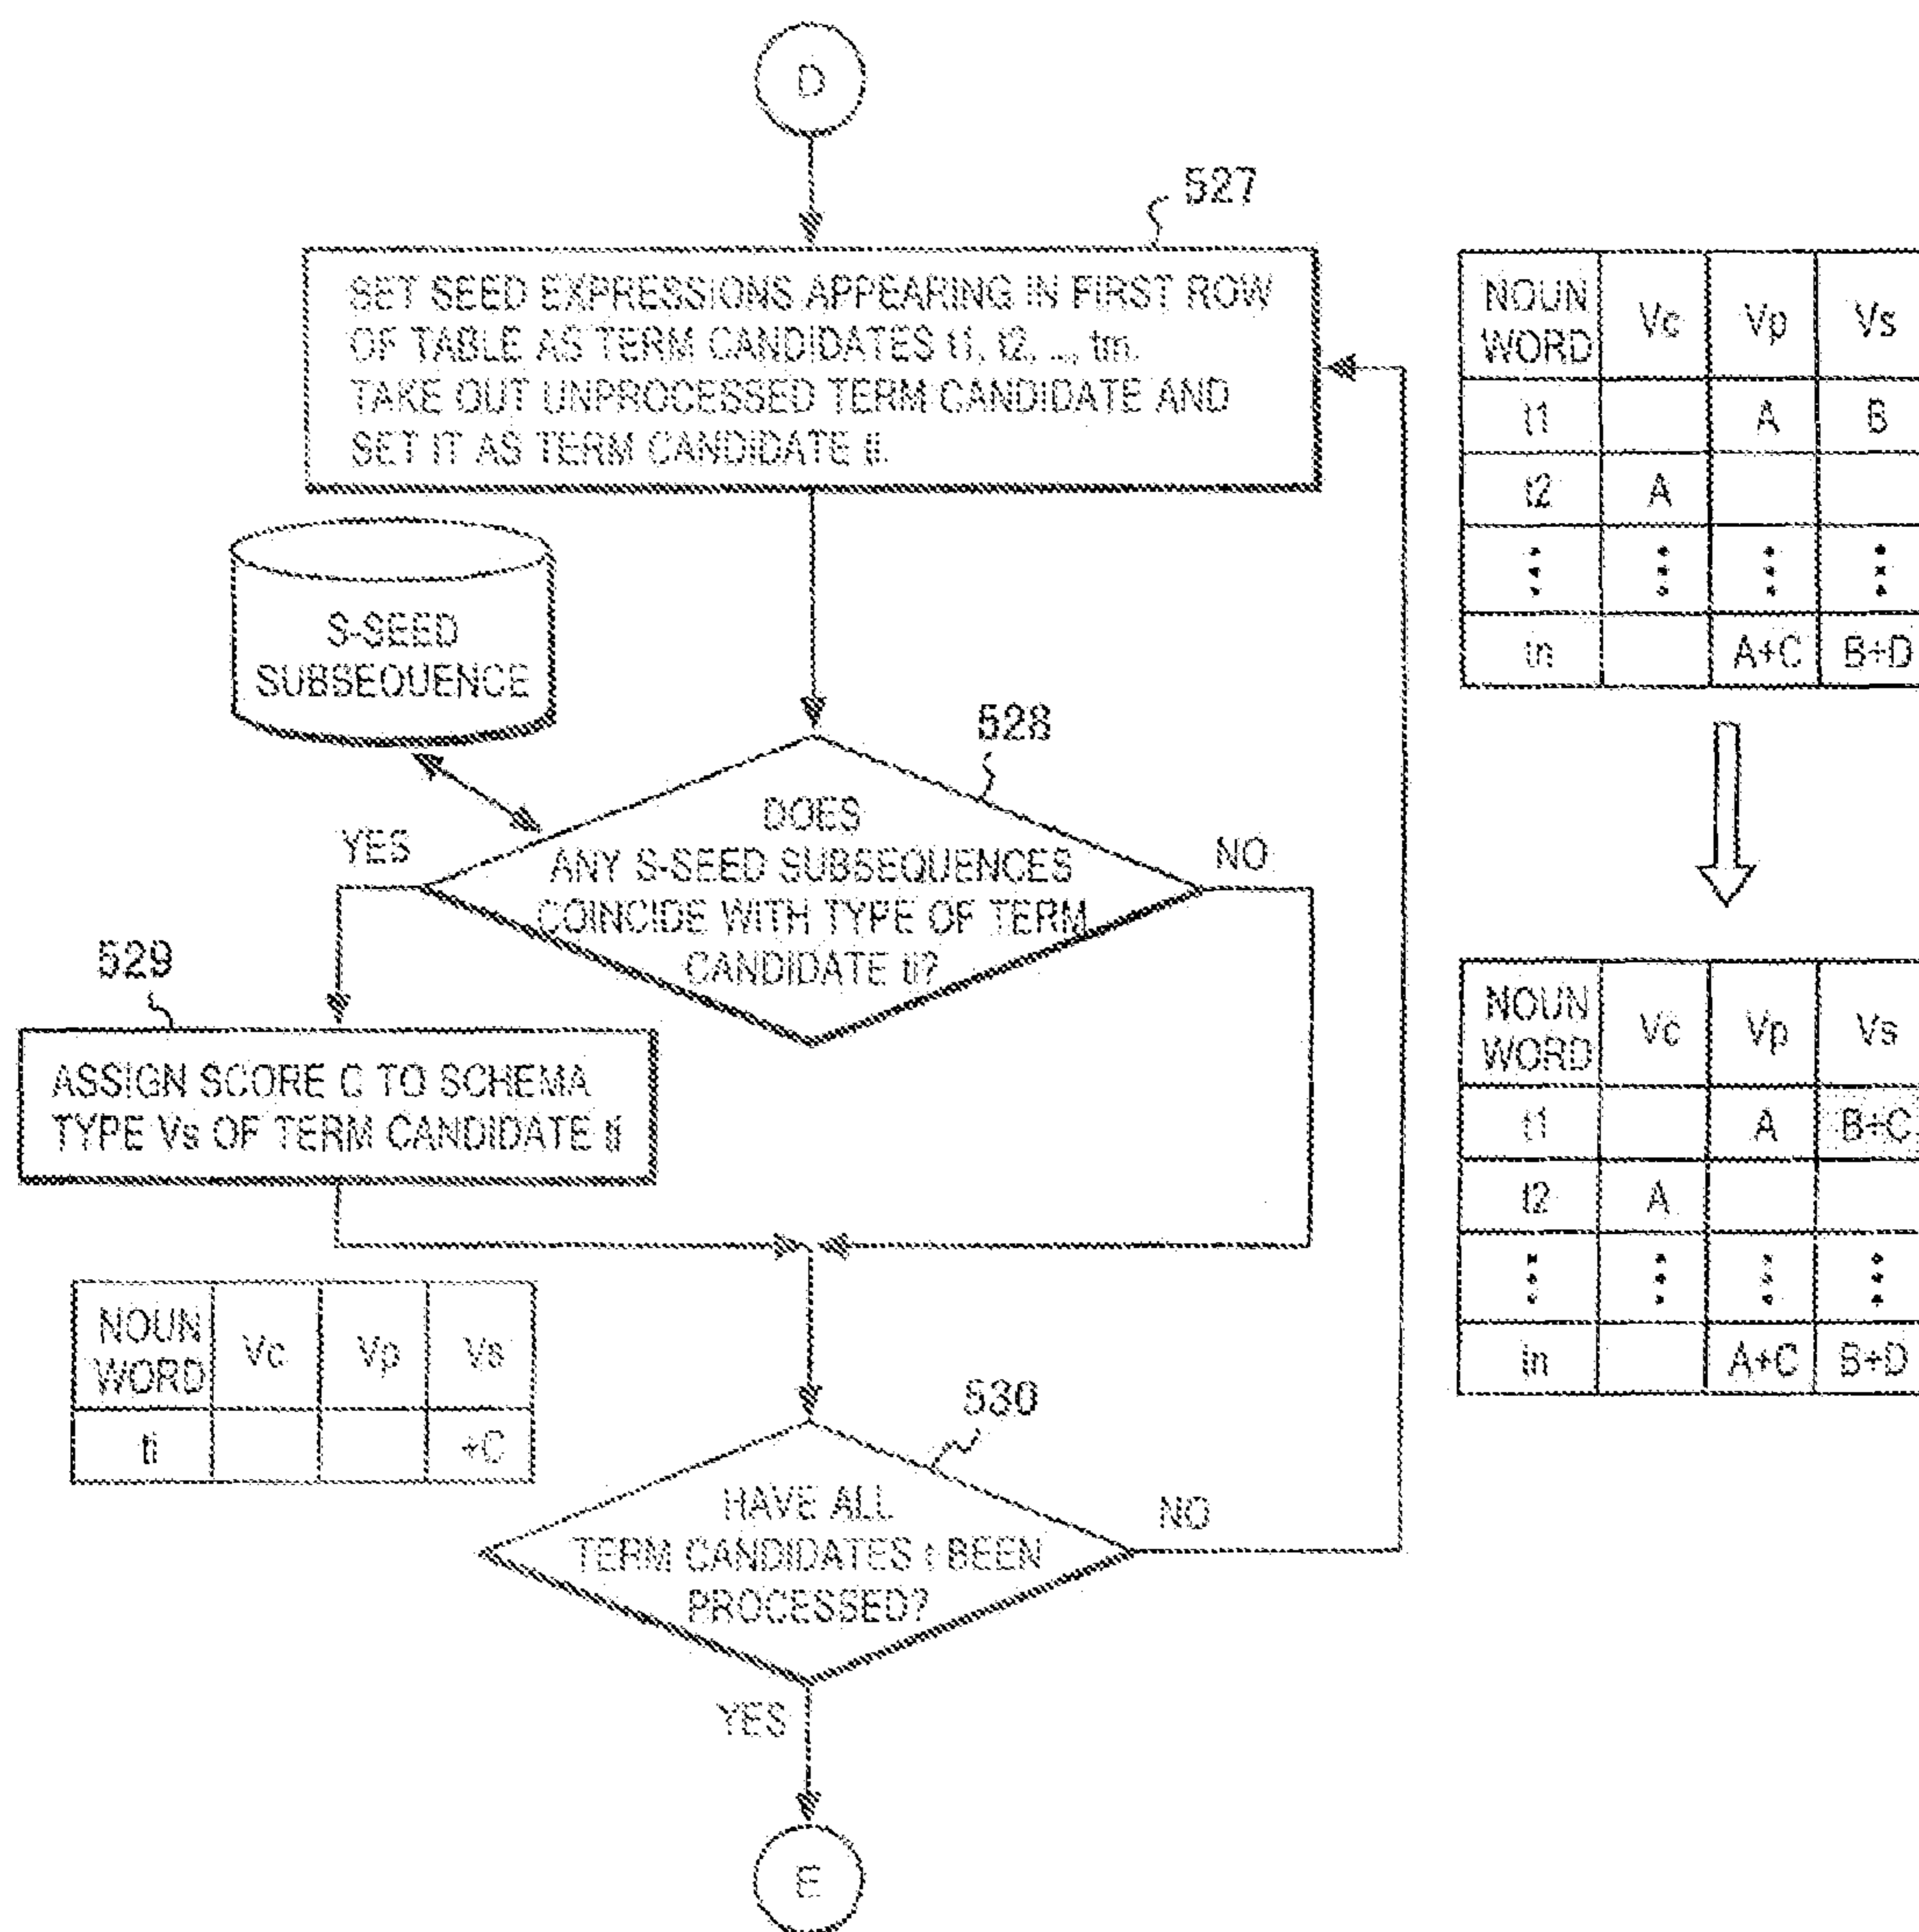 D
527
SET SEED EXPRESSIONS APPEARING IN FIRST ROW
OF TABLE AS TERM CANDIDATES t1, t2, ..., tm.
TAKE OUT UNPROCESSED TERM CANDIDATE AND
SET IT AS TERM CANDIDATE ti.
S-SEED
SUBSEQUENCE
528
DOES
ANY S-SEED SUBSEQUENCES
COINCIDE WITH TYPE OF TERM
CANDIDATE ti?
YES
NO
529
ASSIGN SCORE C TO SCHEMA
TYPE Vs OF TERM CANDIDATE ti
NOUN WORD Vc Vp Vs
ti +C
530
HAVE ALL
TERM CANDIDATES t BEEN
PROCESSED?
NO
YES
E
NOUN WORD Vc Vp Vs
t1 A B
t2 A
tn A+C B+D
NOUN WORD Vc Vp Vs
t1 A B+C
t2 A
tn A+C B+D